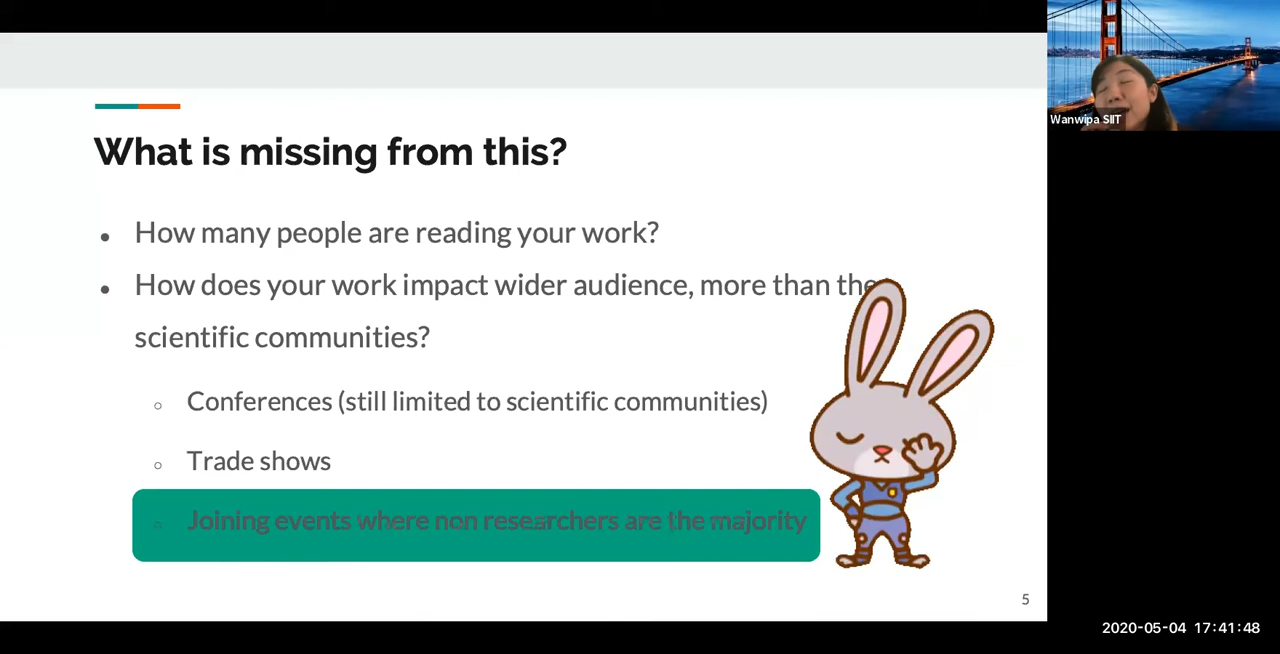 What is missing from this?
● How many people are reading your work?
● How does your work impact wider audience, more than the
scientific communities?
○ Conferences (still limited to scientific communities)
○ Trade shows
○ Joining events where non researchers are the majority
5
Wanwipa SIIT
2020-05-04 17:41:48